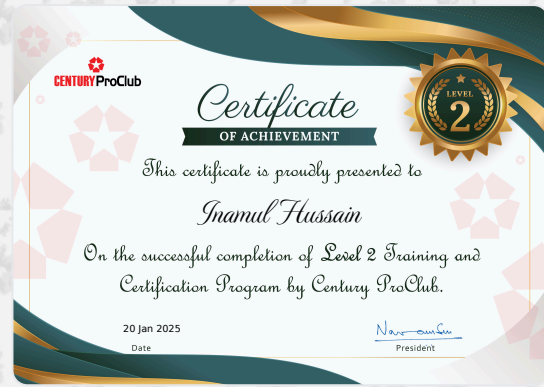 CENTURY ProClub
LEVEL
2
Certificate
OF ACHIEVEMENT
This certificate is proudly presented to
Inamul Hussain
On the successful completion of Level 2 Training and
Certification Program by Century ProClub.
20 Jan 2025
Date
President